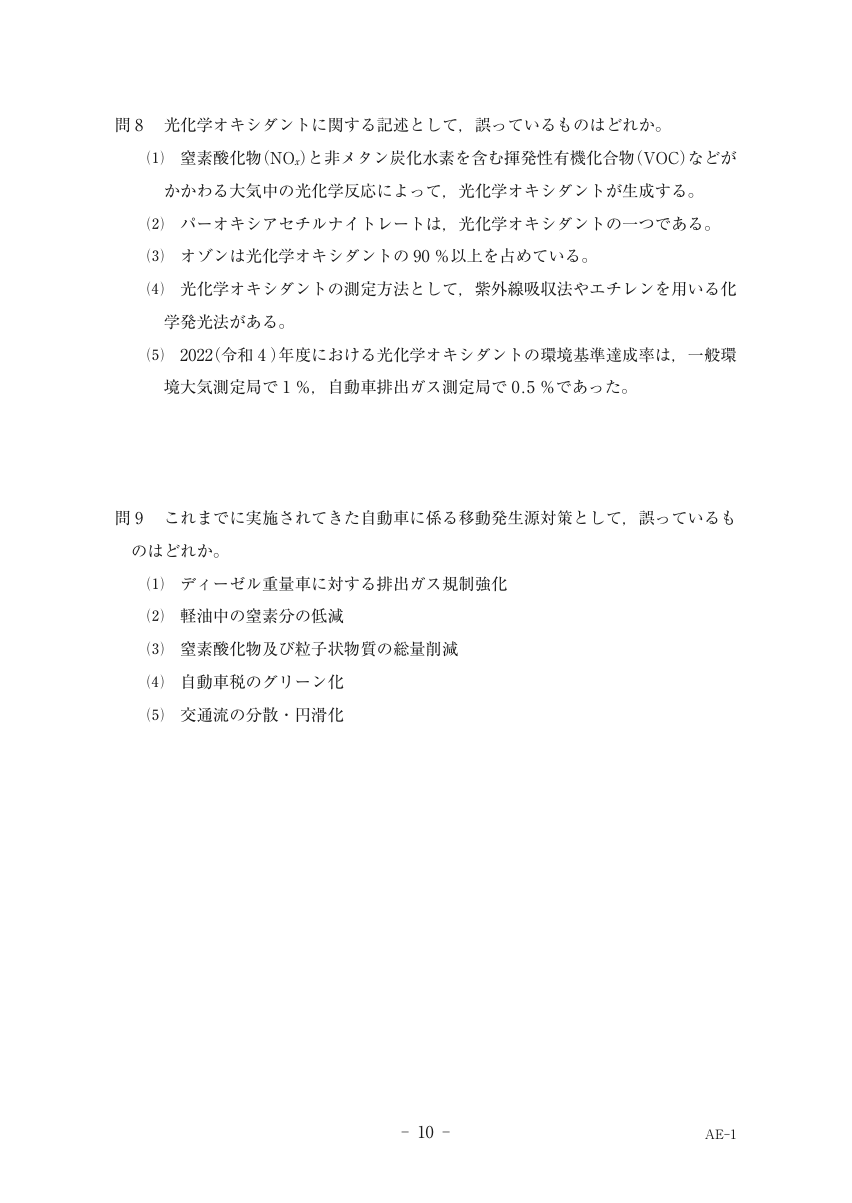 問8 光化学オキシダントに関する記述として，誤っているものはどれか。
⑴ 窒素酸化物(NOx)と非メタン炭化水素を含む揮発性有機化合物(VOC)などが
かかわる大気中の光化学反応によって，光化学オキシダントが生成する。
⑵ パーオキシアセチルナイトレートは，光化学オキシダントの一つである。
⑶ オゾンは光化学オキシダントの 90 ％以上を占めている。
⑷ 光化学オキシダントの測定方法として，紫外線吸収法やエチレンを用いる化
学発光法がある。
⑸ 2022(令和4)年度における光化学オキシダントの環境基準達成率は，一般環
境大気測定局で1％，自動車排出ガス測定局で 0.5 ％であった。
問9 これまでに実施されてきた自動車に係る移動発生源対策として，誤っているも
のはどれか。
⑴ ディーゼル重量車に対する排出ガス規制強化
⑵ 軽油中の窒素分の低減
⑶ 窒素酸化物及び粒子状物質の総量削減
⑷ 自動車税のグリーン化
⑸ 交通流の分散・円滑化
- 10 -
AE-1